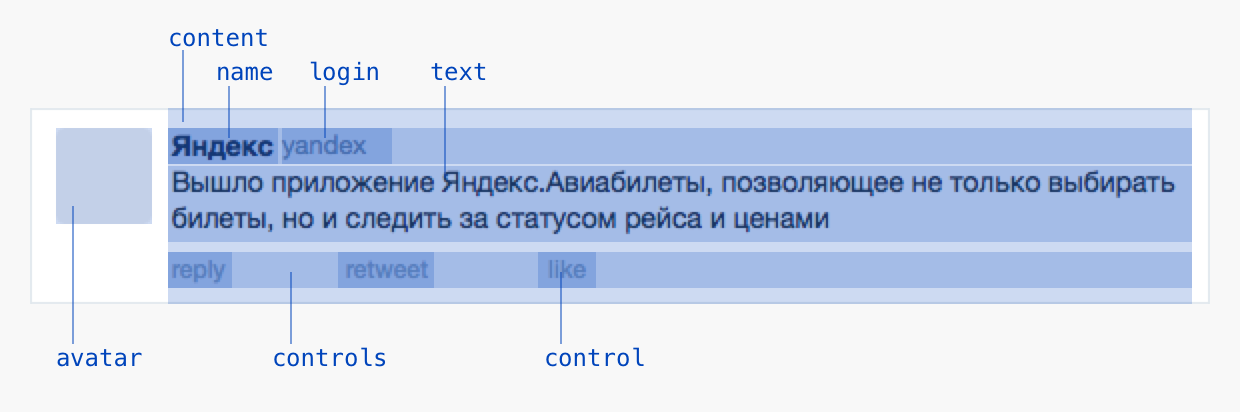 content
name login text
Яндекс yandex
Вышло приложение Яндекс.Авиабилеты, позволяющее не только выбирать
билеты, но и следить за статусом рейса и ценами
reply retweet like
avatar controls control